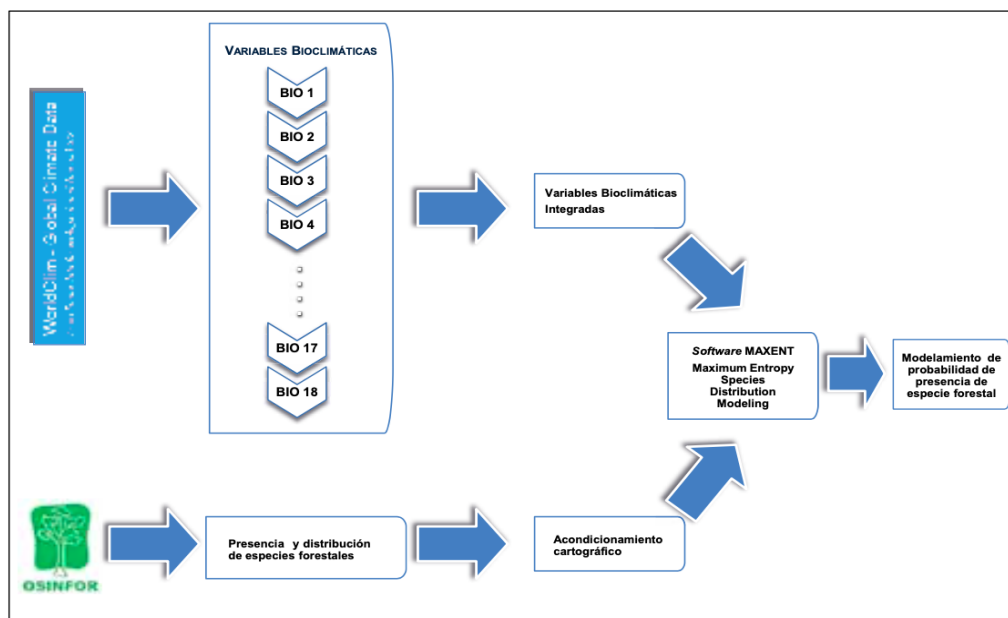 WorldClim - Global Climate Data
VARIABLES BIOCLIMÁTICAS
BIO 1
BIO 2
BIO 3
BIO 4
BIO 17
BIO 18
Variables Bioclimáticas
Integradas
Software MAXENT
Maximum Entropy
Species
Distribution
Modeling
Modelamiento de
probabilidad de
presencia de
especie forestal
OSINFOR
Presencia y distribución
de especies forestales
Acondicionamiento
cartográfico